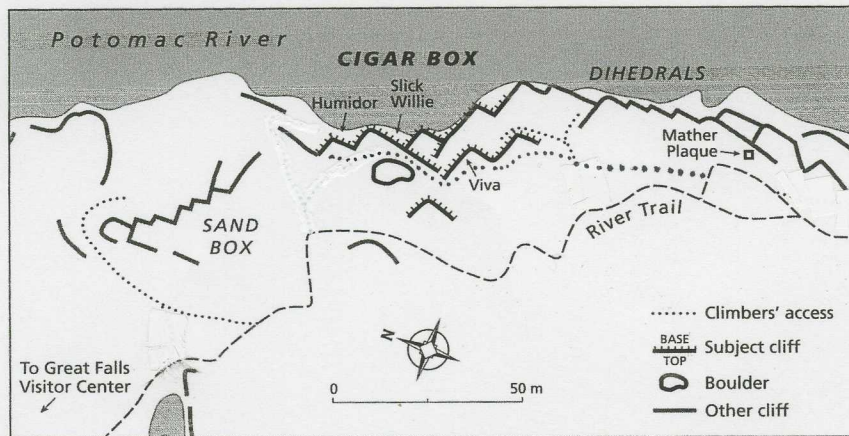 Potomac River
CIGAR BOX
Slick
Willie
Humidor
DIHEDRALS
Mather
Plaque
Viva
SAND
BOX
River Trail
N
To Great Falls
Visitor Center
0
50 m
Climbers' access
BASE
TOP
Subject cliff
Boulder
Other cliff